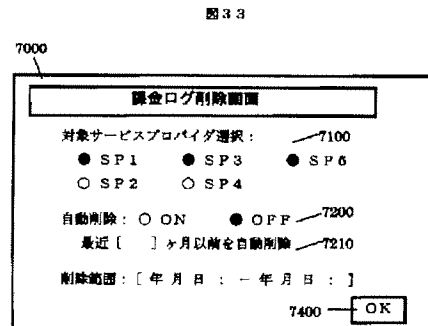 図33
7000
課金ログ削除画面
対象サービスプロバイダ選択： 7100
● SP1 ● SP3 ● SP5
○ SP2 ○ SP4
自動削除：○ ON ● OFF 7200
最近［ ］ヶ月以前を自動削除 7210
削除範囲：［ 年 月 日 ： － 年 月 日 ： ］
7400 OK